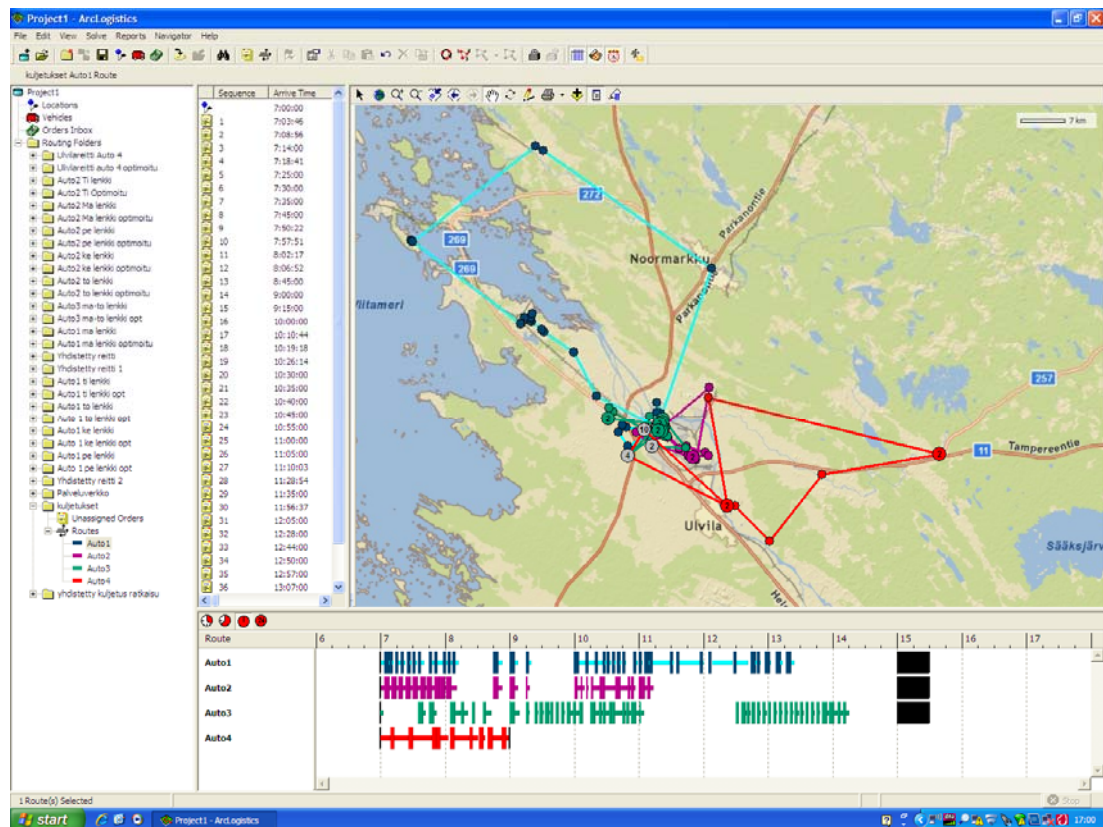 Project1 - ArcLogistics
File Edit View Solve Reports Navigator Help
kuljetukset Auto1 Route
Project1
Locations
Vehicles
Orders Inbox
Routing Folders
Ulvilareitti Auto 4
Ulvilareitti auto 4 optimoitu
Auto2 Ti lenkki
Auto2 Ti Optimoitu
Auto2 Ma lenkki
Auto2 Ma lenkki optimoitu
Auto2 pe lenkki
Auto2 pe lenkki optimoitu
Auto2 ke lenkki
Auto2 ke lenkki optimoitu
Auto2 to lenkki
Auto2 to lenkki optimoitu
Auto3 ma-to lenkki
Auto3 ma-to lenkki opt
Auto1 ma lenkki
Auto1 ma lenkki optimoitu
Yhdistetty reitti
Yhdistetty reitti 1
Auto1 ti lenkki
Auto1 ti lenkki opt
Auto1 to lenkki
Auto 1 to lenkki opt
Auto1 ke lenkki
Auto 1 ke lenkki opt
Auto1 pe lenkki
Auto 1 pe lenkki opt
Yhdistetty reitti 2
Palveluverkko
kuljetukset
Unassigned Orders
Routes
Auto1
Auto2
Auto3
Auto4
yhdistetty kuljetus ratkaisu
Sequence Arrive Time
7:00:00
1 7:03:46
2 7:08:56
3 7:14:00
4 7:18:41
5 7:25:00
6 7:30:00
7 7:35:00
8 7:45:00
9 7:50:22
10 7:57:51
11 8:02:17
12 8:06:52
13 8:45:00
14 9:00:00
15 9:15:00
16 10:00:00
17 10:10:44
18 10:19:18
19 10:26:14
20 10:30:00
21 10:35:00
22 10:40:00
23 10:45:00
24 10:55:00
25 11:00:00
26 11:05:00
27 11:10:03
28 11:28:54
29 11:35:00
30 11:56:37
31 12:05:00
32 12:28:00
33 12:44:00
34 12:50:00
35 12:57:00
36 13:07:00
7 km
272
Parkanontie
269
Noormarkku
269
Parkanontie
257
10
2
4
11
Tampereentie
Ulvila
Route 6 7 8 9 10 11 12 13 14 15 16 17
Auto1
Auto2
Auto3
Auto4
1 Route(s) Selected
Stop
start
Project1 - ArcLogistics
17:00